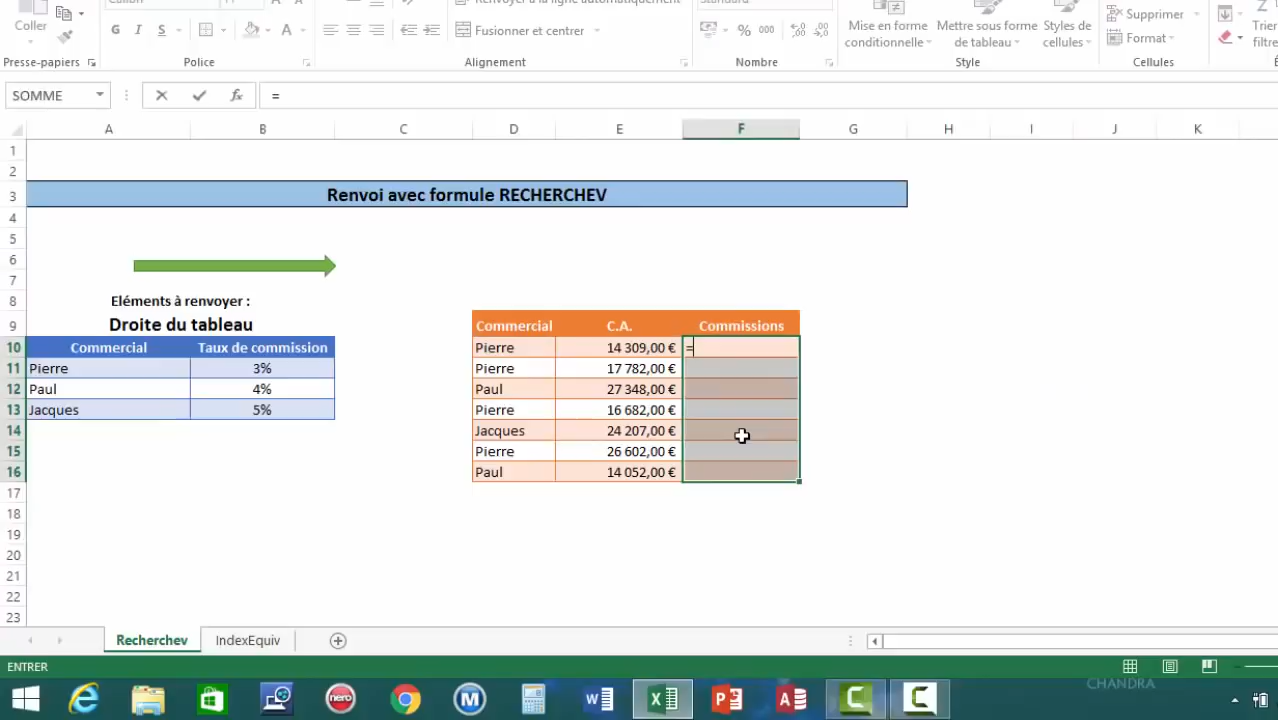 Calibri 11 A A Renvoyer à la ligne automatiquement Standard
Coller G I S A Fusionner et centrer % 000 Mise en forme conditionnelle Mettre sous forme de tableau Styles de cellules Supprimer Format Trier filtre
Presse-papiers Police Alignement Nombre Style Cellules
SOMME fx =
A B C D E F G H I J K
1
2
3 Renvoi avec formule RECHERCHEV
4
5
6
7
8 Eléments à renvoyer :
9 Droite du tableau Commercial C.A. Commissions
10 Commercial Taux de commission Pierre 14 309,00 € =
11 Pierre 3% Pierre 17 782,00 €
12 Paul 4% Paul 27 348,00 €
13 Jacques 5% Pierre 16 682,00 €
14 Jacques 24 207,00 €
15 Pierre 26 602,00 €
16 Paul 14 052,00 €
17
18
19
20
21
22
23
Recherchev IndexEquiv
ENTRER
CHANDRA
nero